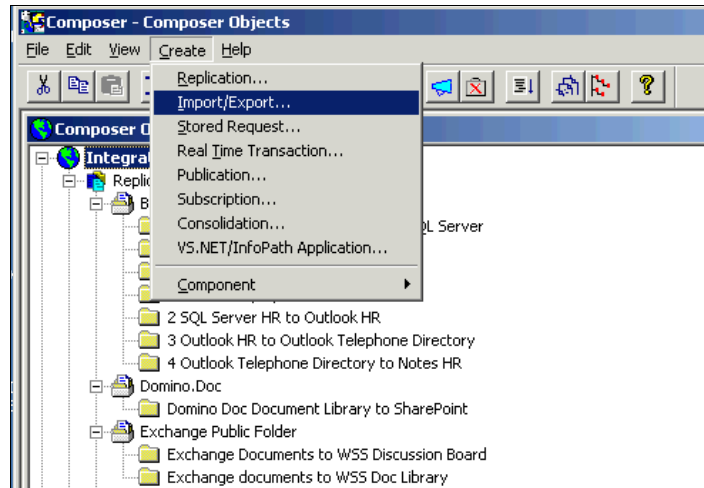 Composer - Composer Objects
File Edit View Create Help
Replication...
Import/Export...
Stored Request...
Real Time Transaction...
Publication...
Subscription...
Consolidation...
VS.NET/InfoPath Application...
Component
Composer O
Integra
Replic
B
QL Server
2 SQL Server HR to Outlook HR
3 Outlook HR to Outlook Telephone Directory
4 Outlook Telephone Directory to Notes HR
Domino.Doc
Domino Doc Document Library to SharePoint
Exchange Public Folder
Exchange Documents to WSS Discussion Board
Exchange documents to WSS Doc Library